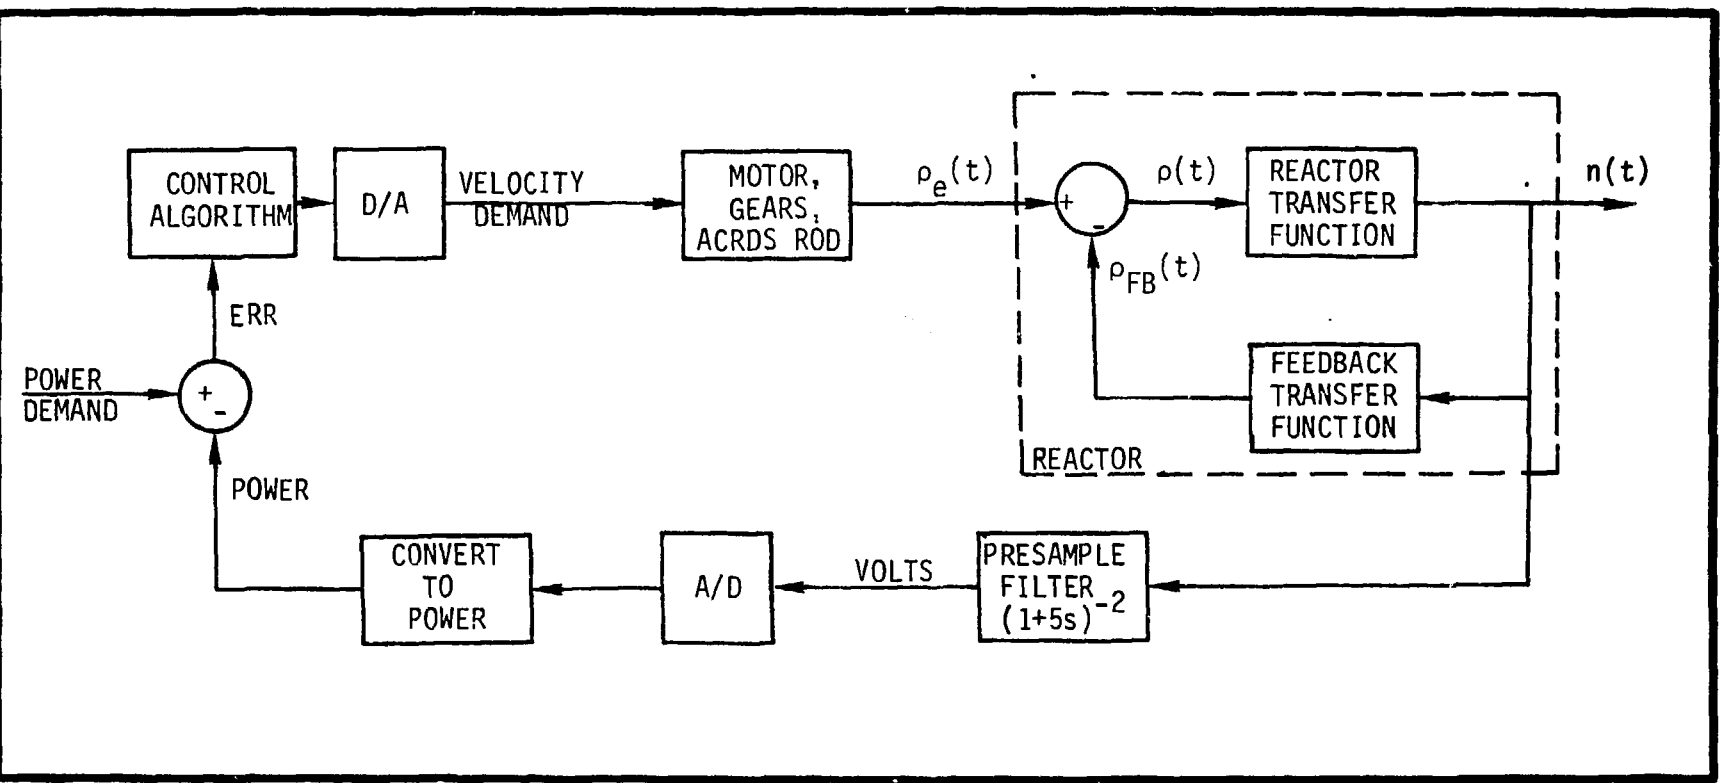 CONTROL
ALGORITHM
D/A
VELOCITY
DEMAND
MOTOR,
GEARS,
ACRDS ROD
ρe(t)
+
-
ρ(t)
REACTOR
TRANSFER
FUNCTION
n(t)
ρFB(t)
FEEDBACK
TRANSFER
FUNCTION
REACTOR
ERR
POWER
DEMAND
+
-
POWER
CONVERT
TO
POWER
A/D
VOLTS
PRESAMPLE
FILTER
(1+5s)⁻²